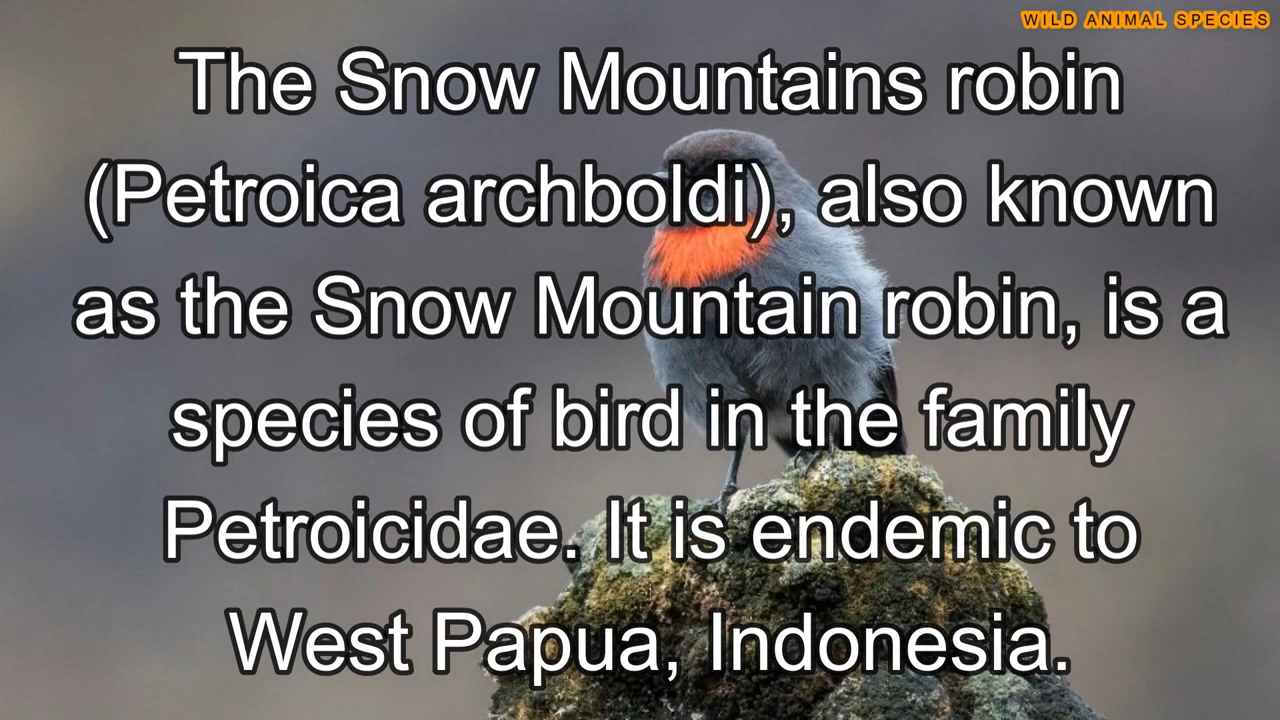 WILD ANIMAL SPECIES
The Snow Mountains robin
(Petroica archboldi), also known
as the Snow Mountain robin, is a
species of bird in the family
Petroicidae. It is endemic to
West Papua, Indonesia.